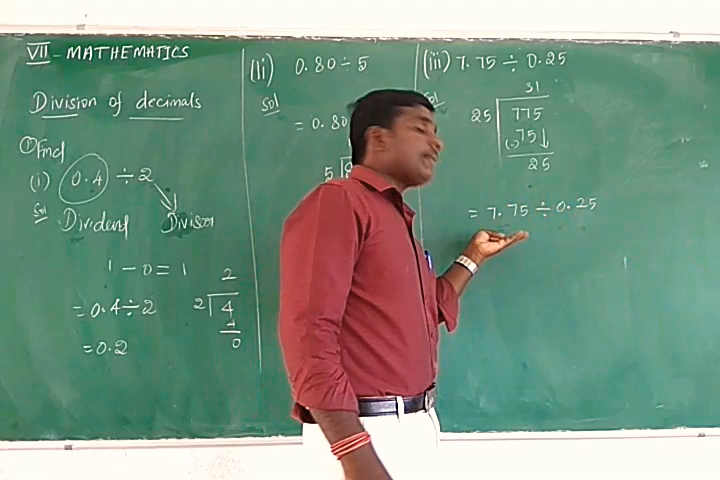 VII - MATHEMATICS
Division of decimals
① Find
(i) 0.4 ÷ 2
Sol Dividend Divisor
1 - 0 = 1
= 0.4 ÷ 2
= 0.2
2
2 4
4
0
(ii) 0.80 ÷ 5
Sol
= 0.80
5
(iii) 7.75 ÷ 0.25
31
25 775
(-) 75 ↓
25
= 7.75 ÷ 0.25